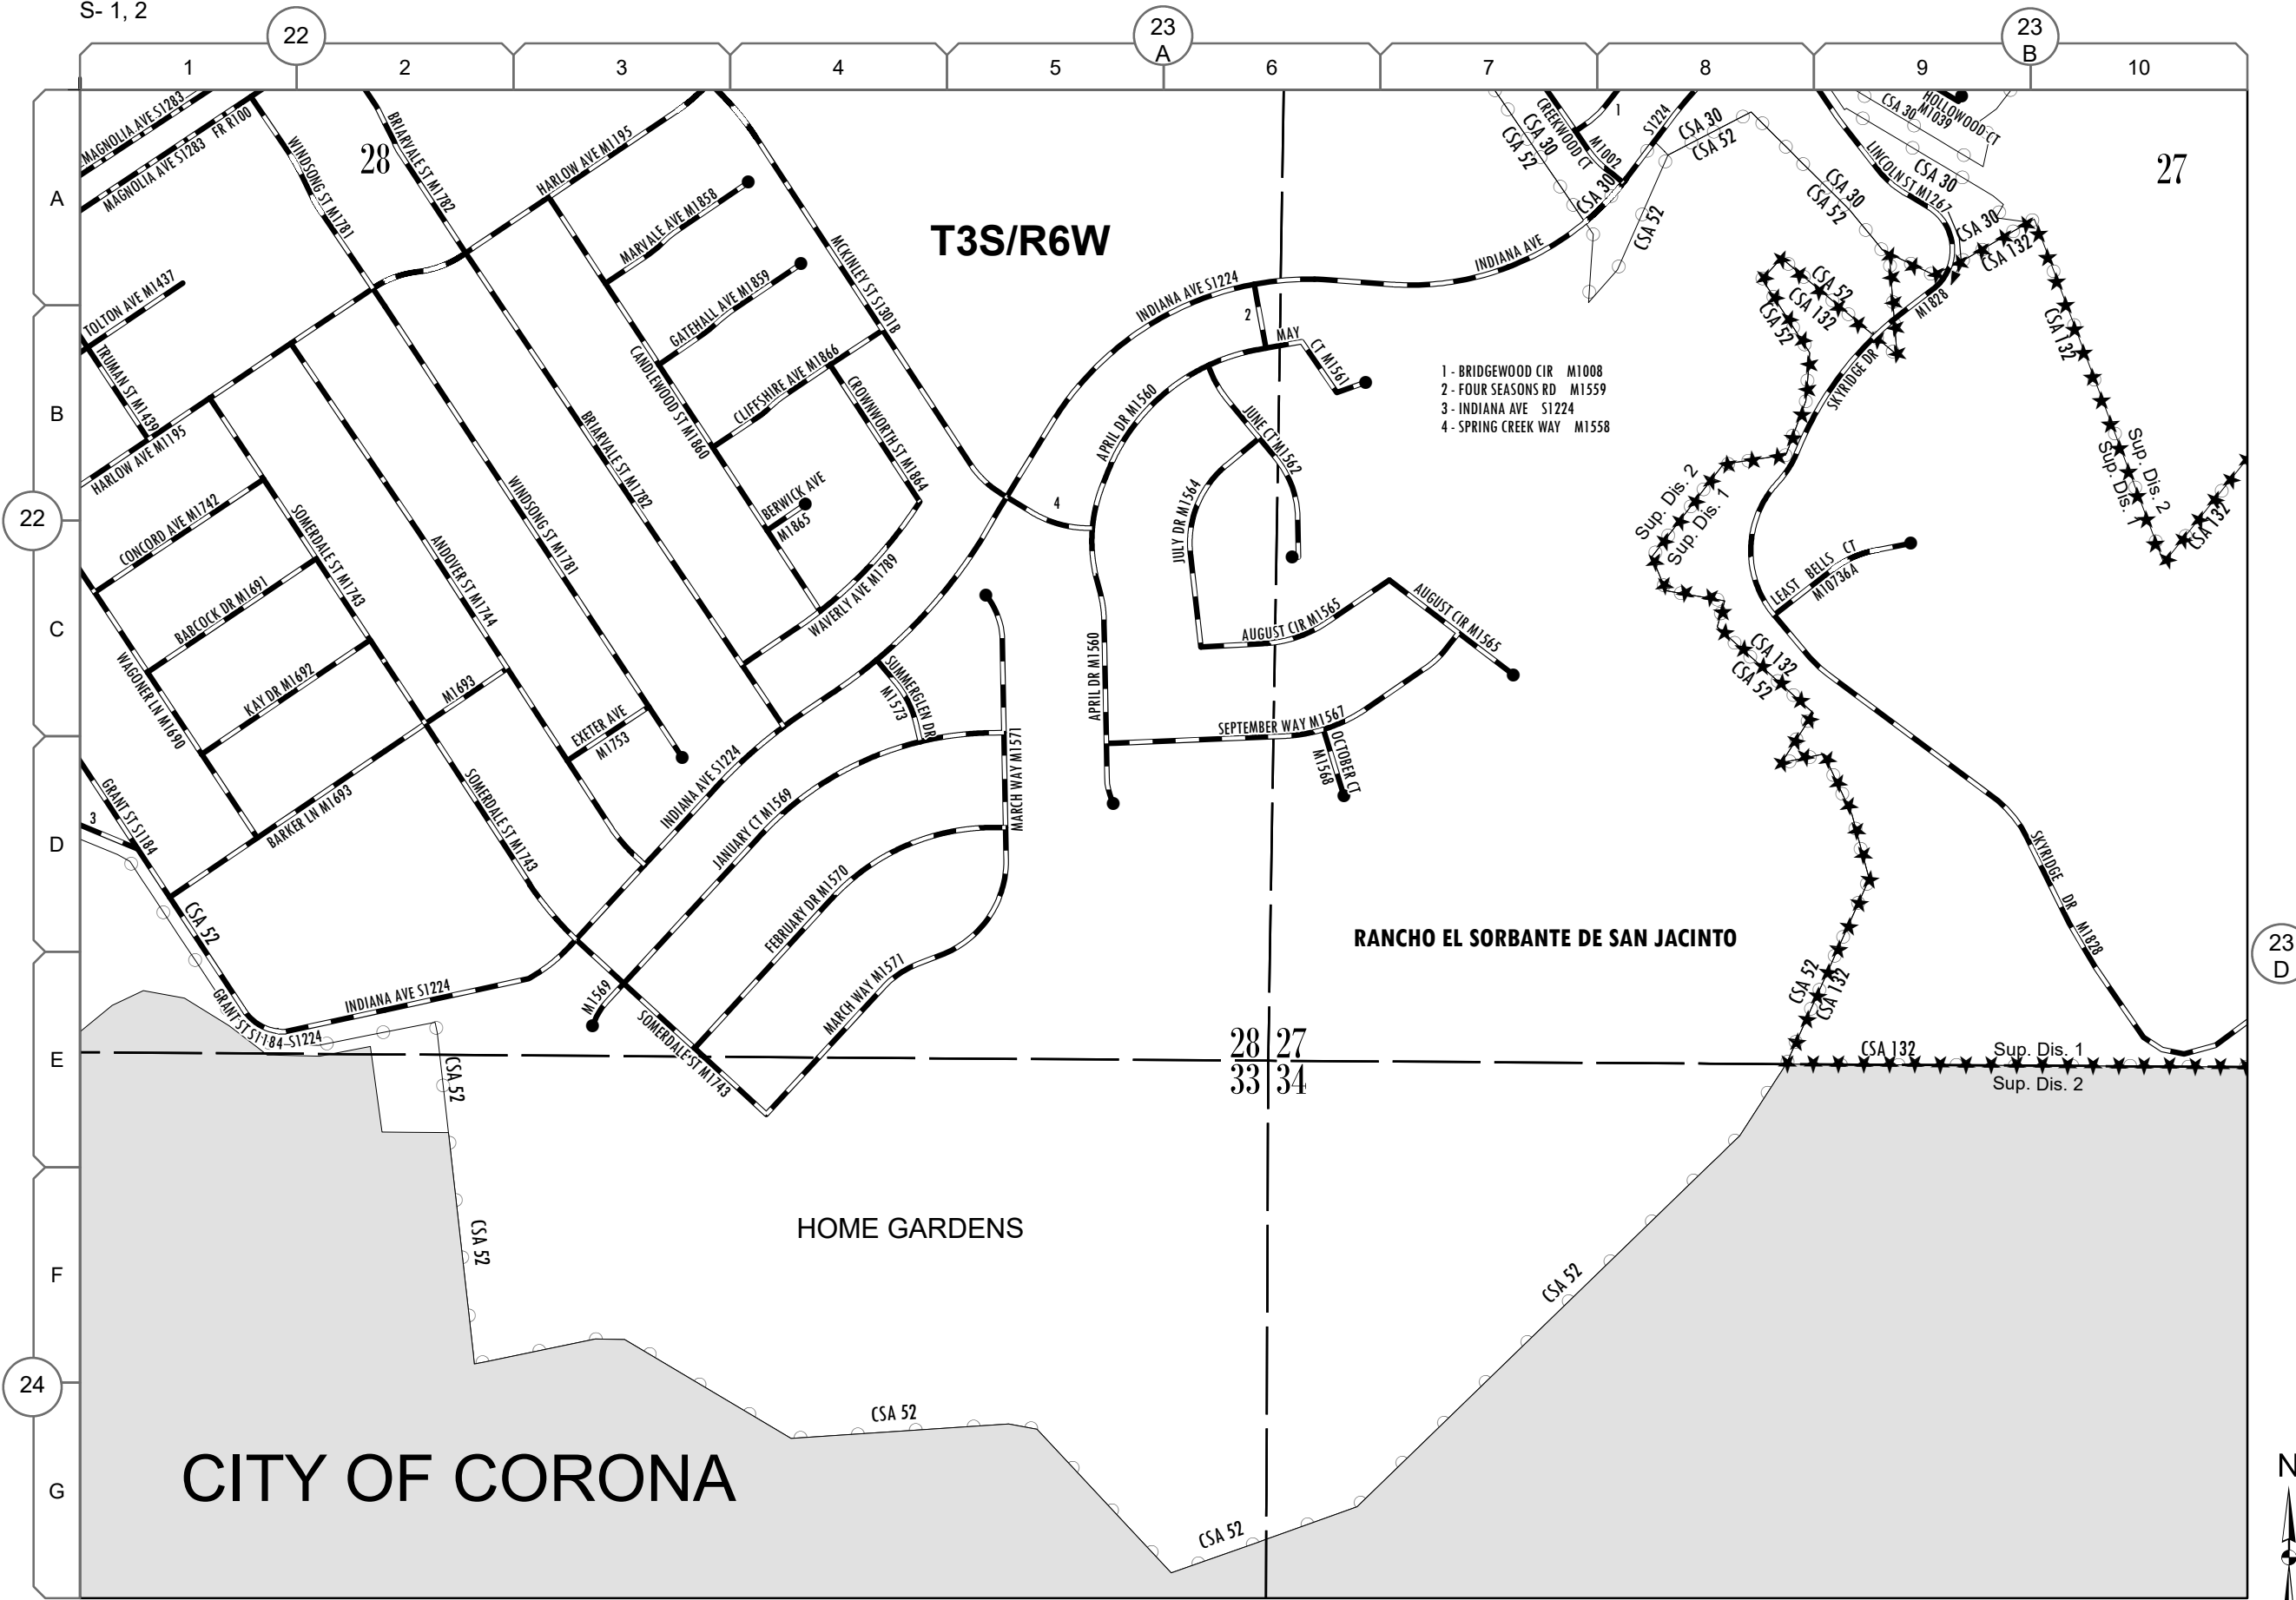 S- 1, 2
22
23
A
23
B
1
2
3
4
5
6
7
8
9
10
A
B
C
D
E
F
G
22
24
23
D
N
MAGNOLIA AVE S1283
MAGNOLIA AVE S1283
FR R100
WINDSONG ST M1781
28
BRIARVALE ST M1782
HARLOW AVE M1195
MARVALE AVE M1858
GATEHALL AVE M1859
MCKINLEY ST S1301B
T3S/R6W
INDIANA AVE S1224
INDIANA AVE
CREEKWOOD CT
M1002
1
S1224
CSA 30
CSA 52
CSA 30
CSA 30
CSA 52
CSA 52
CSA 30
CSA 52
LINCOLN ST M1267
CSA 30
HOLLOWOOD CT
M1039
CSA 30
CSA 30
CSA 132
27
TOLTON AVE M1437
TRUMAN ST M1439
HARLOW AVE M1195
CANDLEWOOD ST M1860
CLIFFSHIRE AVE M1866
CROWNWORTH ST M1864
BERWICK AVE
M1865
BRIARVALE ST M1782
WINDSONG ST M1781
2
MAY
CT M1561
APRIL DR M1560
JUNE CT M1562
JULY DR M1564
4
1 - BRIDGEWOOD CIR M1008
2 - FOUR SEASONS RD M1559
3 - INDIANA AVE S1224
4 - SPRING CREEK WAY M1558
CSA 52
CSA 132
CSA 52
M1828
SKYRIDGE DR
CSA 132
Sup. Dis. 2
Sup. Dis. 1
Sup. Dis. 2
Sup. Dis. 1
CSA 132
CONCORD AVE M1742
SOMERDALE ST M1743
BABCOCK DR M1691
KAY DR M1692
WAGONER LN M1690
ANDOVER ST M1744
M1693
EXETER AVE
M1753
WAVERLY AVE M1789
SUMMERGLEN DR
M1573
APRIL DR M1560
AUGUST CIR M1565
AUGUST CIR M1565
SEPTEMBER WAY M1567
OCTOBER CT
M1568
LEAST BELLS CT
M10736A
CSA 132
CSA 52
GRANT ST S1184
3
BARKER LN M1693
SOMERDALE ST M1743
INDIANA AVE S1224
JANUARY CT M1569
MARCH WAY M1571
FEBRUARY DR M1570
CSA 52
SKYRIDGE DR M1828
RANCHO EL SORBANTE DE SAN JACINTO
CSA 52
CSA 132
GRANT ST S1184-S1224
INDIANA AVE S1224
M1569
SOMERDALE ST M1743
MARCH WAY M1571
CSA 52
28 27
33 34
CSA 132
Sup. Dis. 1
Sup. Dis. 2
CSA 52
HOME GARDENS
CSA 52
CSA 52
CITY OF CORONA
CSA 52